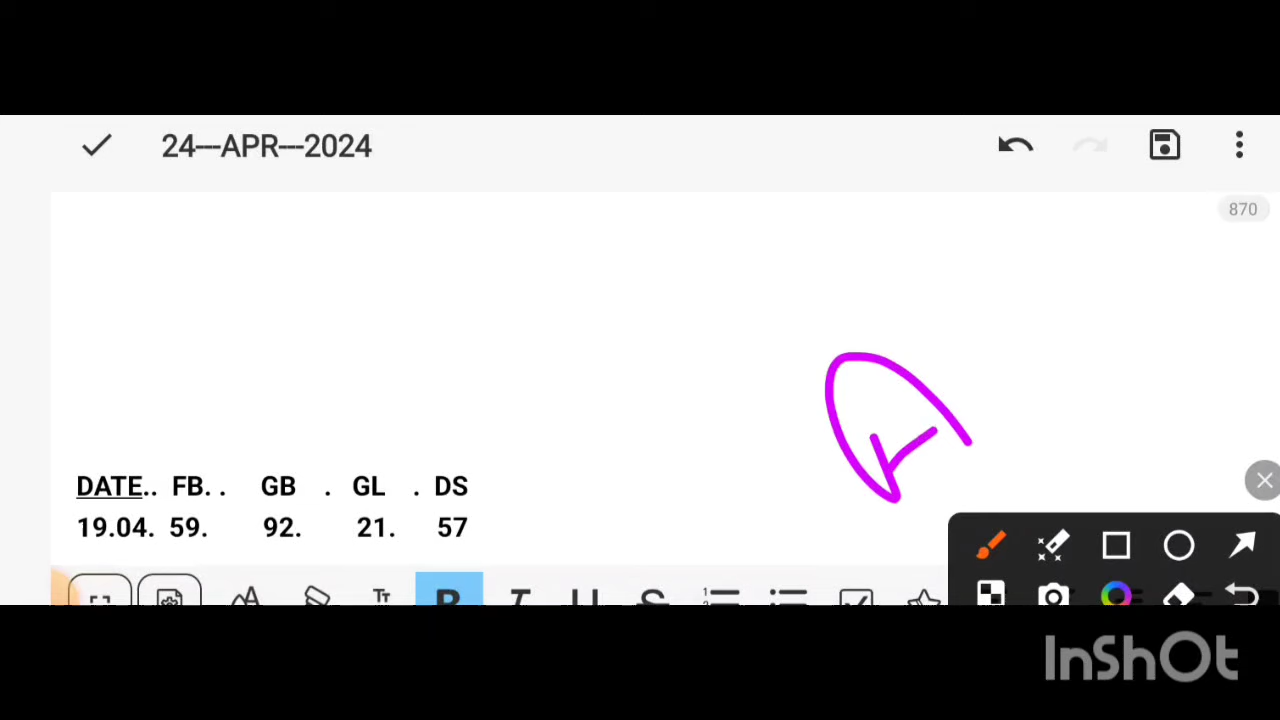 24---APR---2024
870
DATE.. FB. . GB . GL . DS
19.04. 59. 92. 21. 57
InShOt